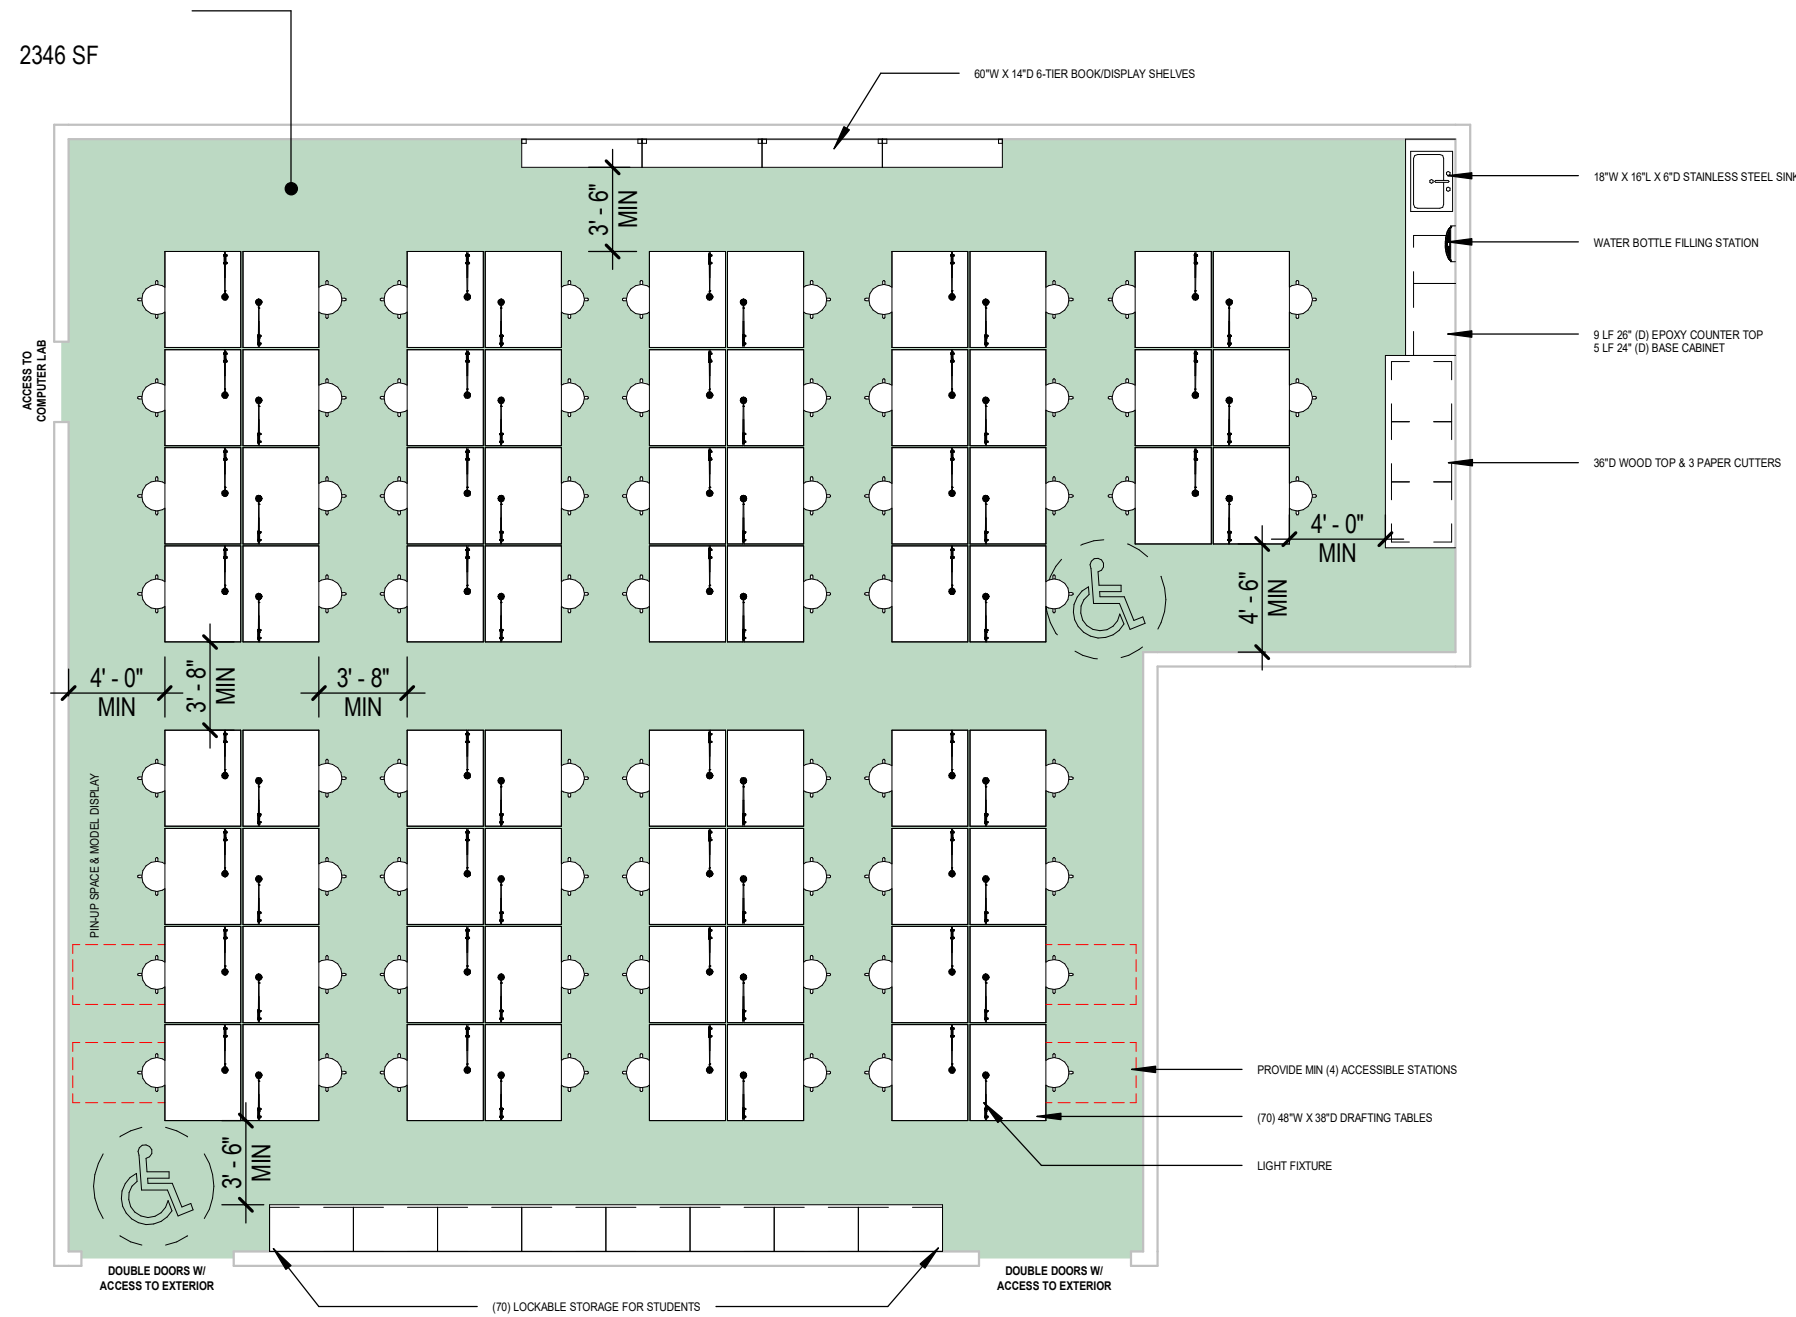 2346 SF
60"W X 14"D 6-TIER BOOK/DISPLAY SHELVES
18"W X 16"L X 6"D STAINLESS STEEL SINK
3' - 6"
MIN
WATER BOTTLE FILLING STATION
9 LF 26" (D) EPOXY COUNTER TOP
5 LF 24" (D) BASE CABINET
ACCESS TO
COMPUTER LAB
36"D WOOD TOP & 3 PAPER CUTTERS
4' - 0"
MIN
4' - 6"
MIN
4' - 0"
MIN
3' - 8"
MIN
3' - 8"
MIN
PIN-UP SPACE & MODEL DISPLAY
PROVIDE MIN (4) ACCESSIBLE STATIONS
(70) 48"W X 38"D DRAFTING TABLES
LIGHT FIXTURE
3' - 6"
MIN
DOUBLE DOORS W/
ACCESS TO EXTERIOR
DOUBLE DOORS W/
ACCESS TO EXTERIOR
(70) LOCKABLE STORAGE FOR STUDENTS